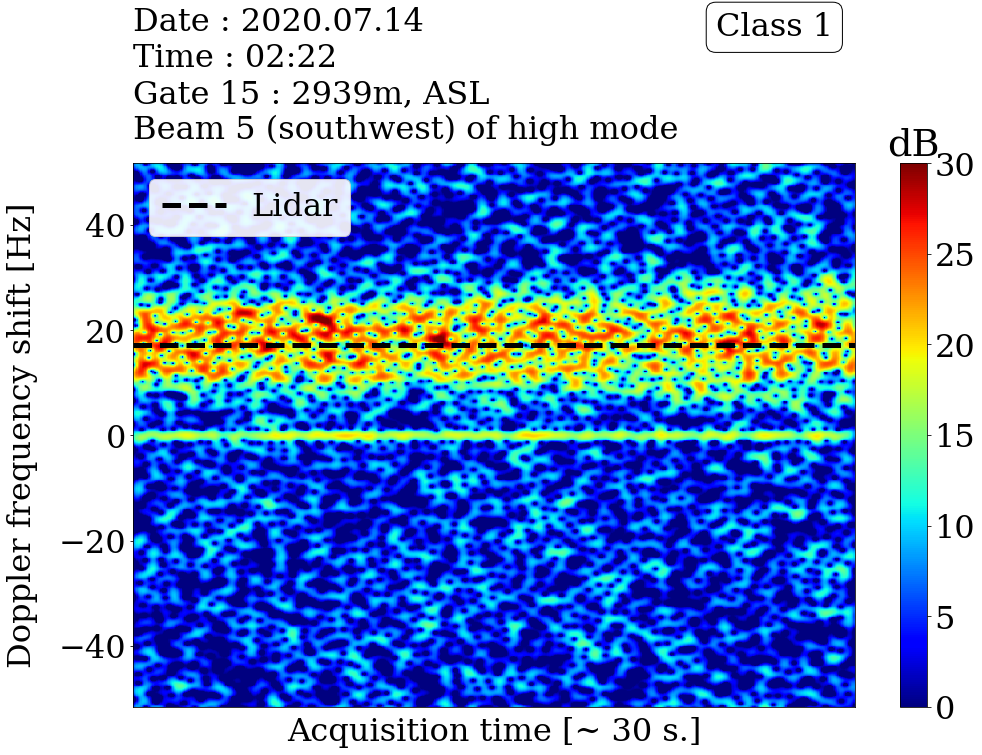 Date : 2020.07.14
Class 1
Time : 02:22
Gate 15 : 2939m, ASL
Beam 5 (southwest) of high mode
dB
Lidar
Doppler frequency shift [Hz]
40
20
0
−20
−40
30
25
20
15
10
5
0
Acquisition time [~ 30 s.]